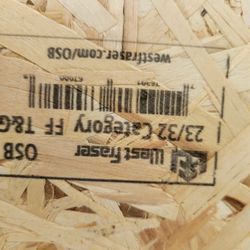 West Fraser
OSB
23/32 Category FF T&G
westfraser.com/OSB